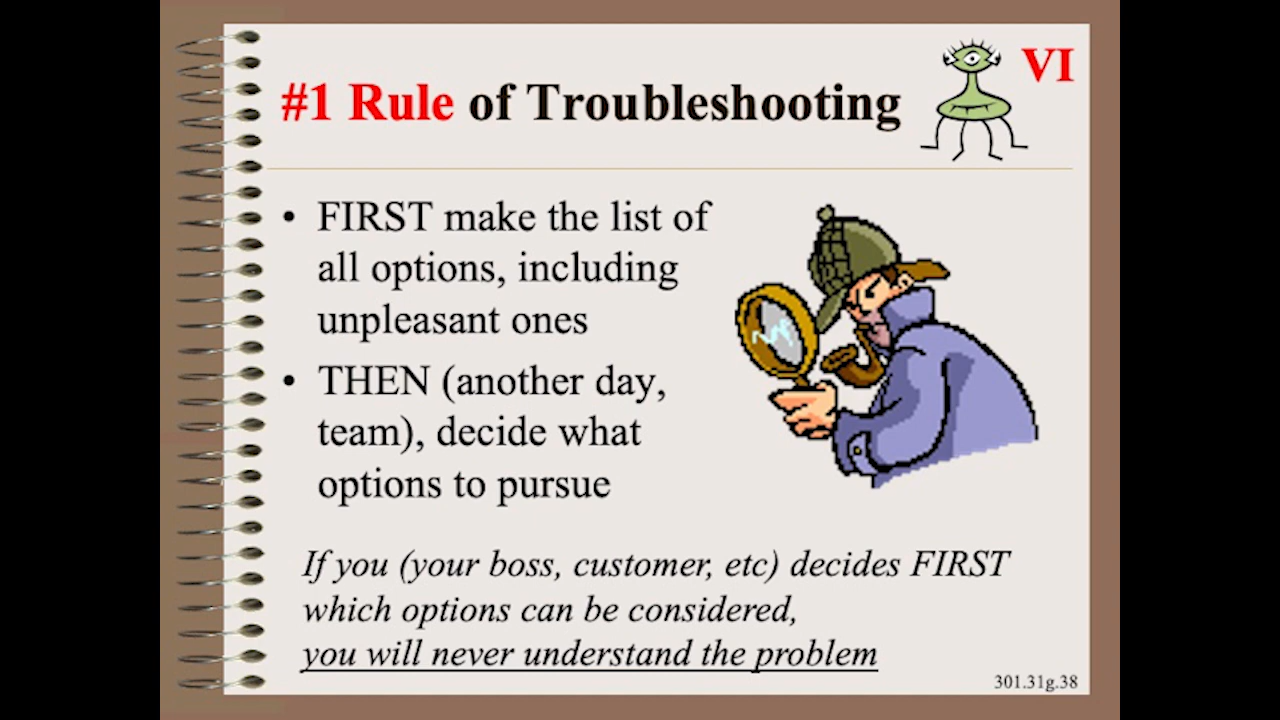 VI
#1 Rule of Troubleshooting
• FIRST make the list of
all options, including
unpleasant ones
• THEN (another day,
team), decide what
options to pursue
If you (your boss, customer, etc) decides FIRST
which options can be considered,
you will never understand the problem
301.31g.38